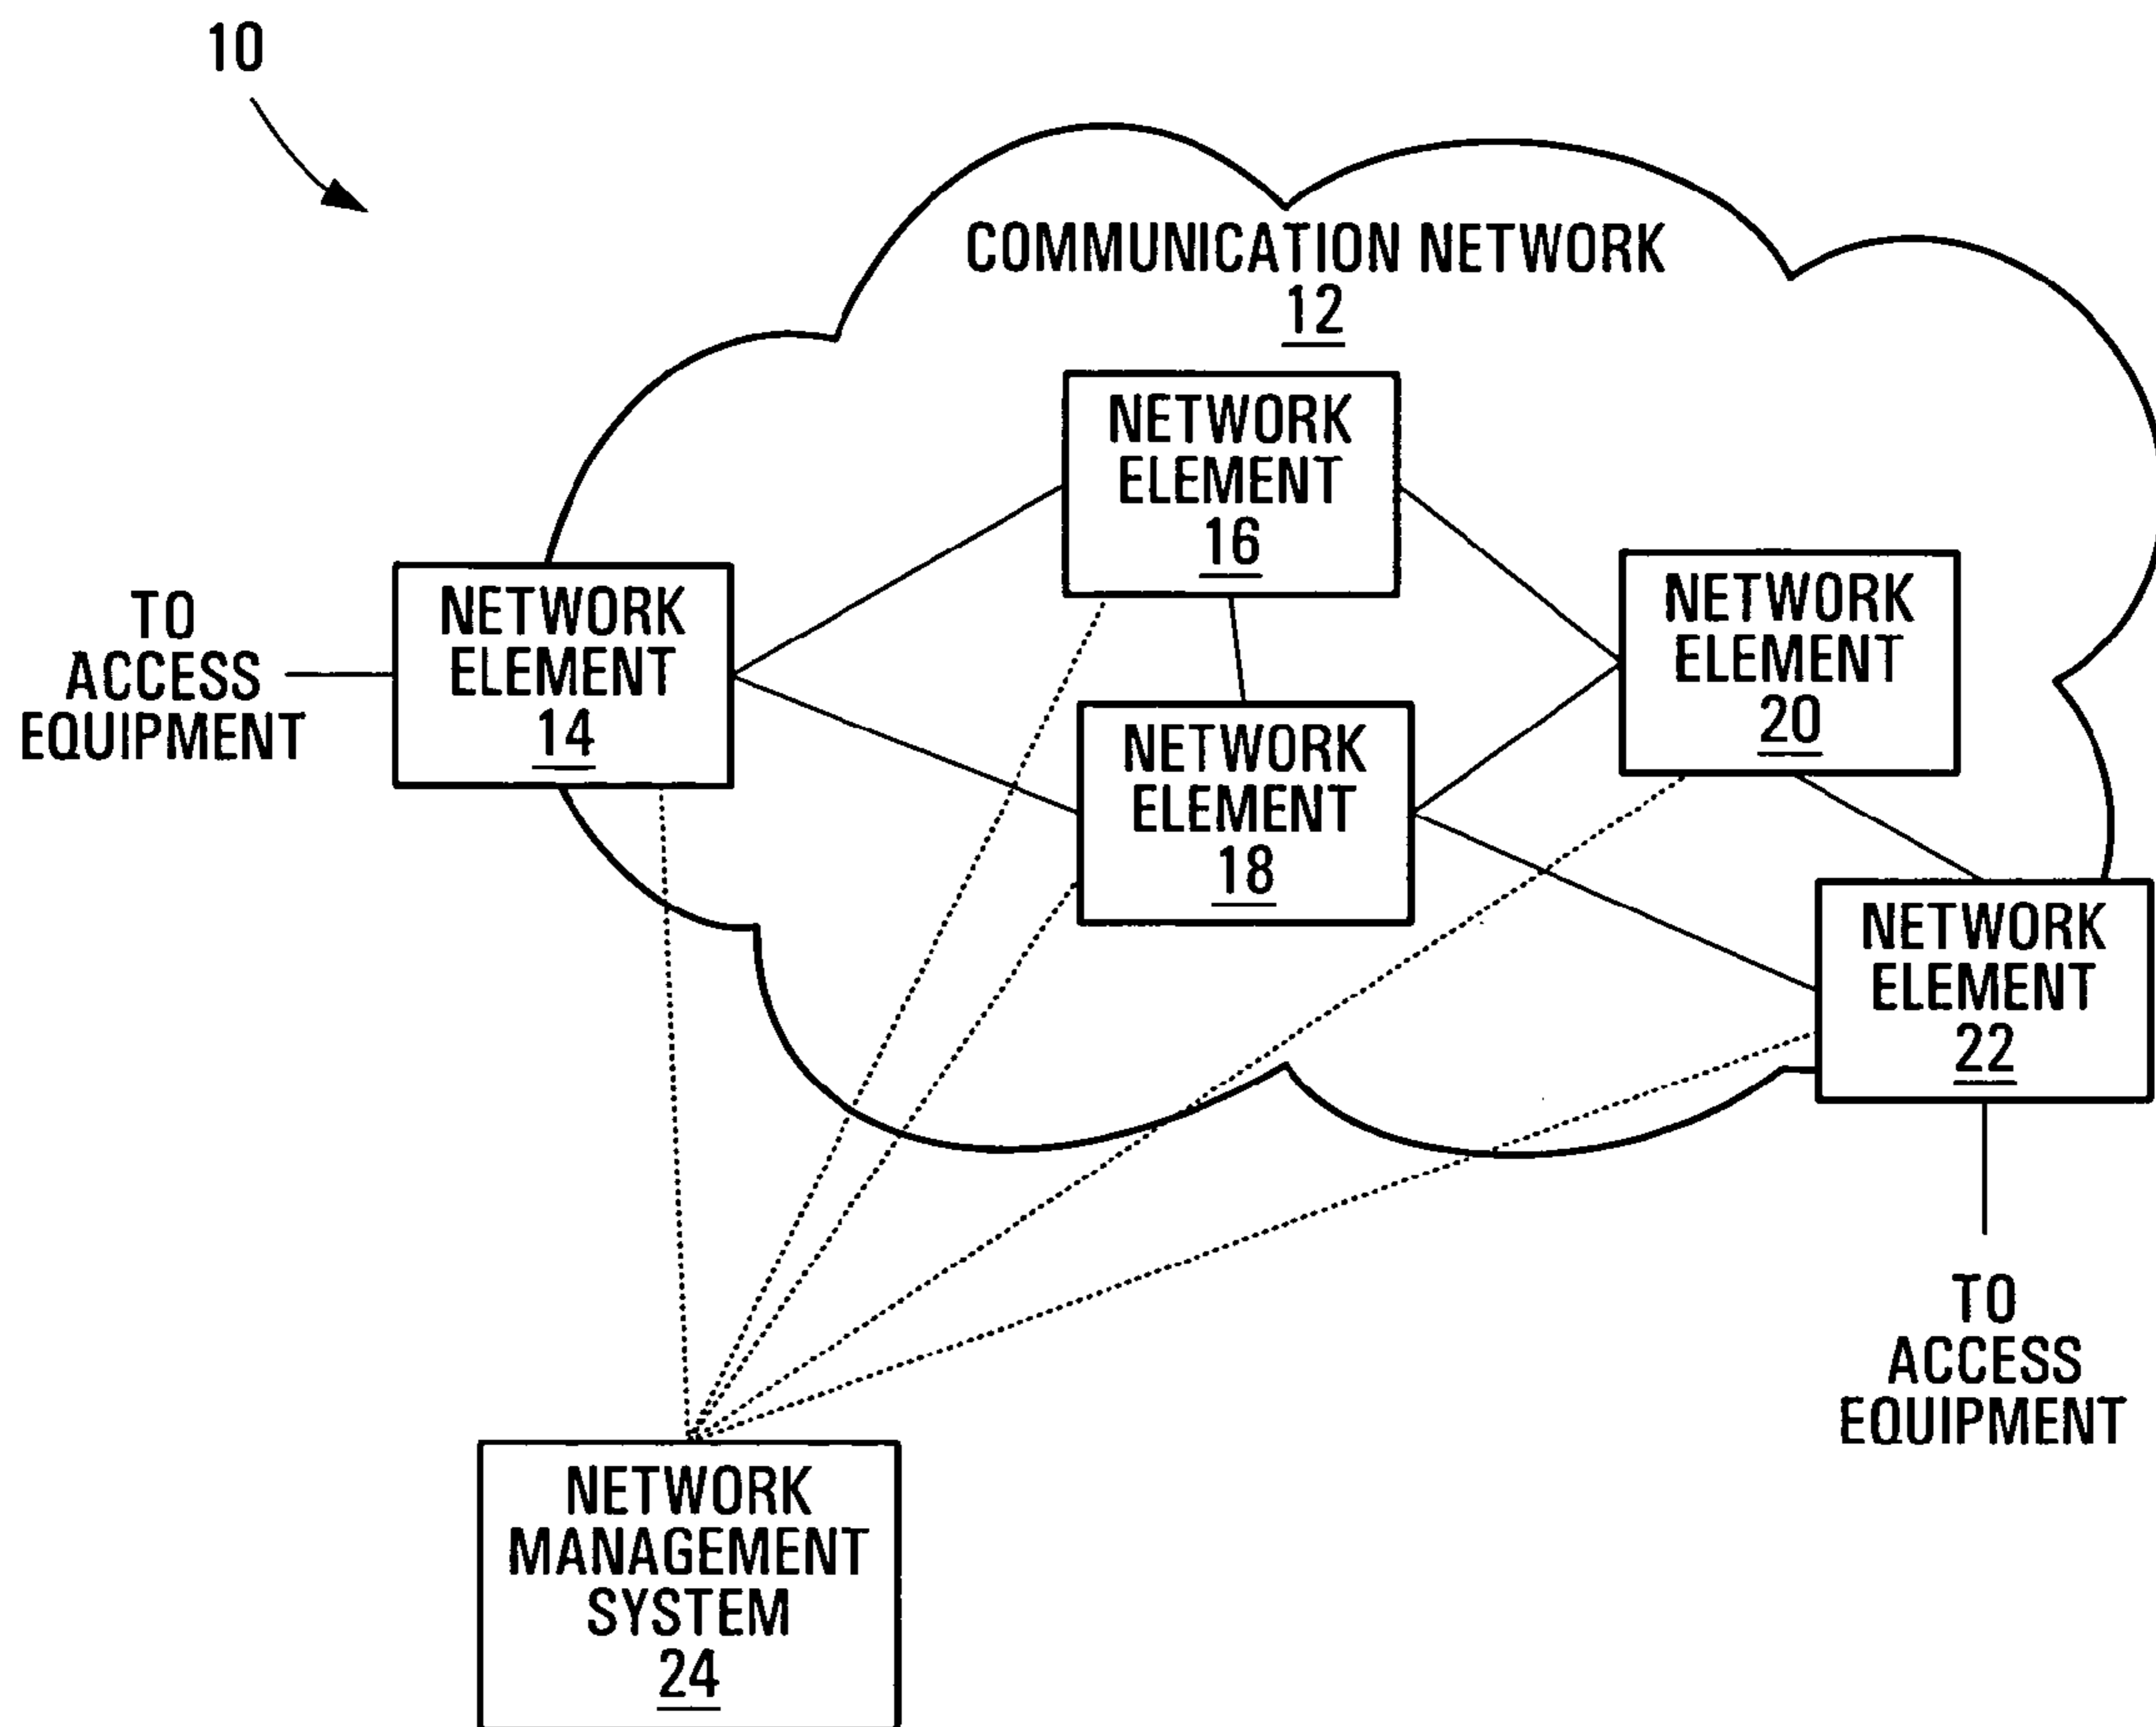 10
COMMUNICATION NETWORK
12
NETWORK
ELEMENT
16
NETWORK
ELEMENT
14
TO
ACCESS
EQUIPMENT
NETWORK
ELEMENT
20
NETWORK
ELEMENT
18
NETWORK
ELEMENT
22
TO
ACCESS
EQUIPMENT
NETWORK
MANAGEMENT
SYSTEM
24